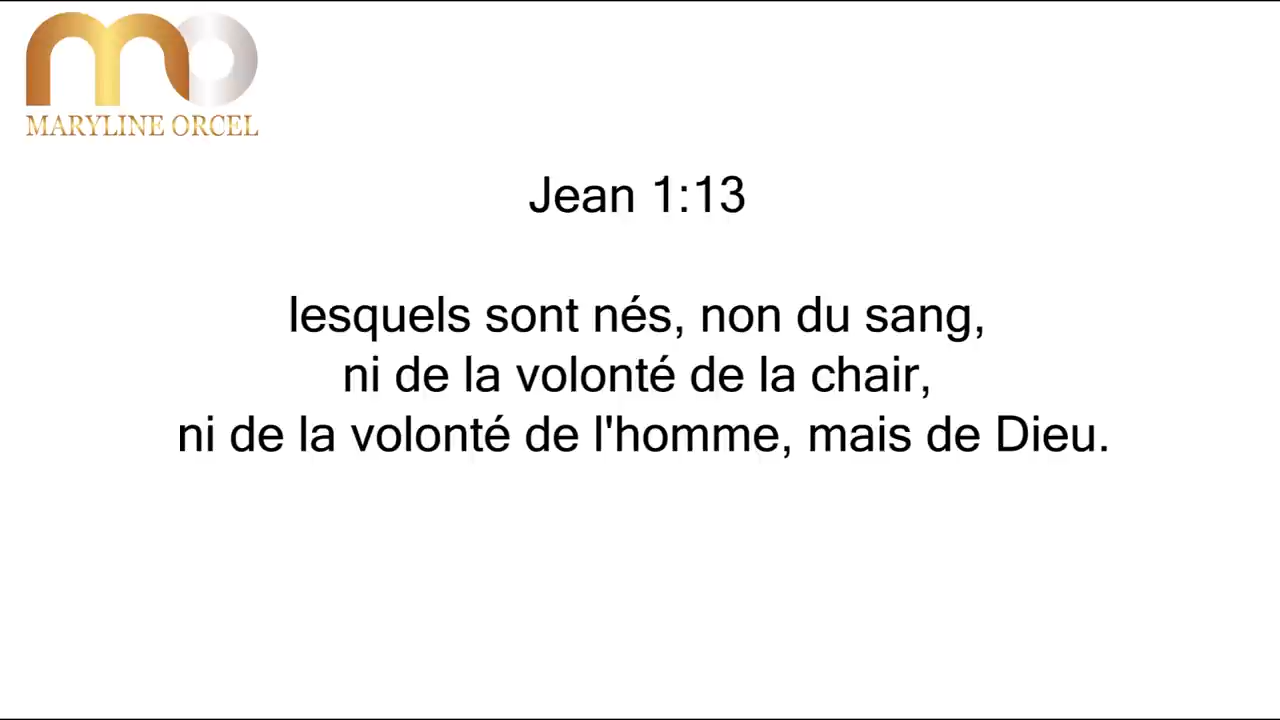 mo
MARYLINE ORCEL
Jean 1:13
lesquels sont nés, non du sang,
ni de la volonté de la chair,
ni de la volonté de l'homme, mais de Dieu.